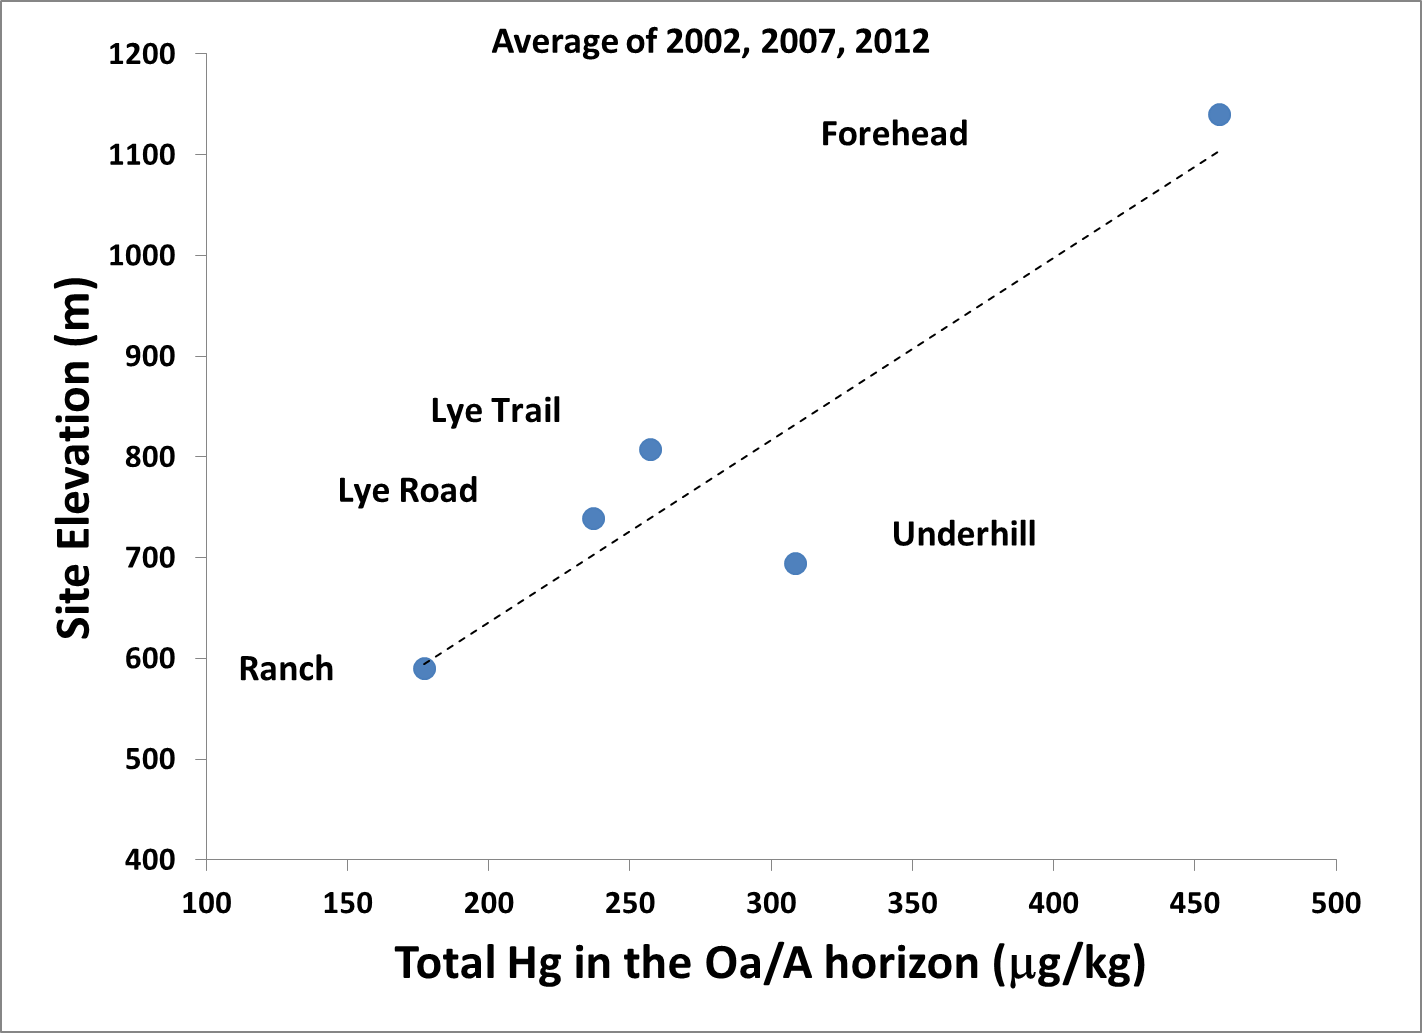 Average of 2002, 2007, 2012
1200
1100
1000
900
800
700
600
500
400
Site Elevation (m)
Forehead
Lye Trail
Lye Road
Underhill
Ranch
100 150 200 250 300 350 400 450 500
Total Hg in the Oa/A horizon (μg/kg)